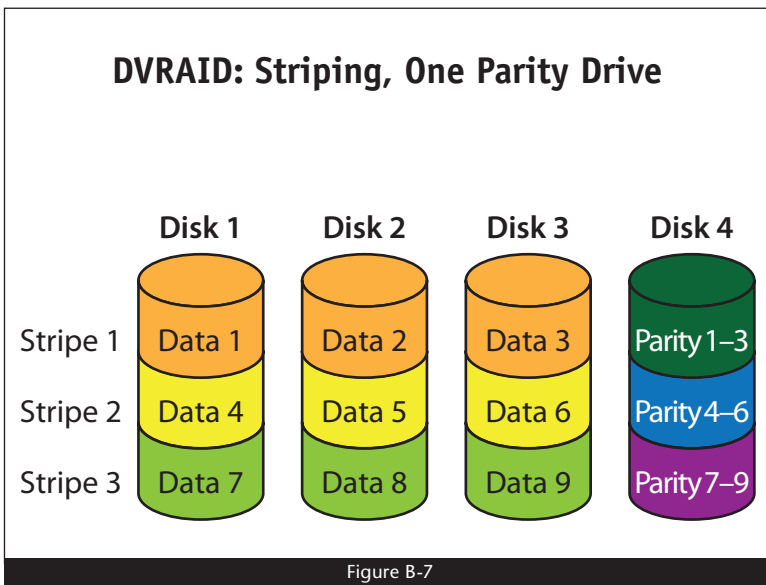 DVRAID: Striping, One Parity Drive
Disk 1 Disk 2 Disk 3 Disk 4
Stripe 1 Data 1 Data 2 Data 3 Parity 1–3
Stripe 2 Data 4 Data 5 Data 6 Parity 4–6
Stripe 3 Data 7 Data 8 Data 9 Parity 7–9
Figure B-7